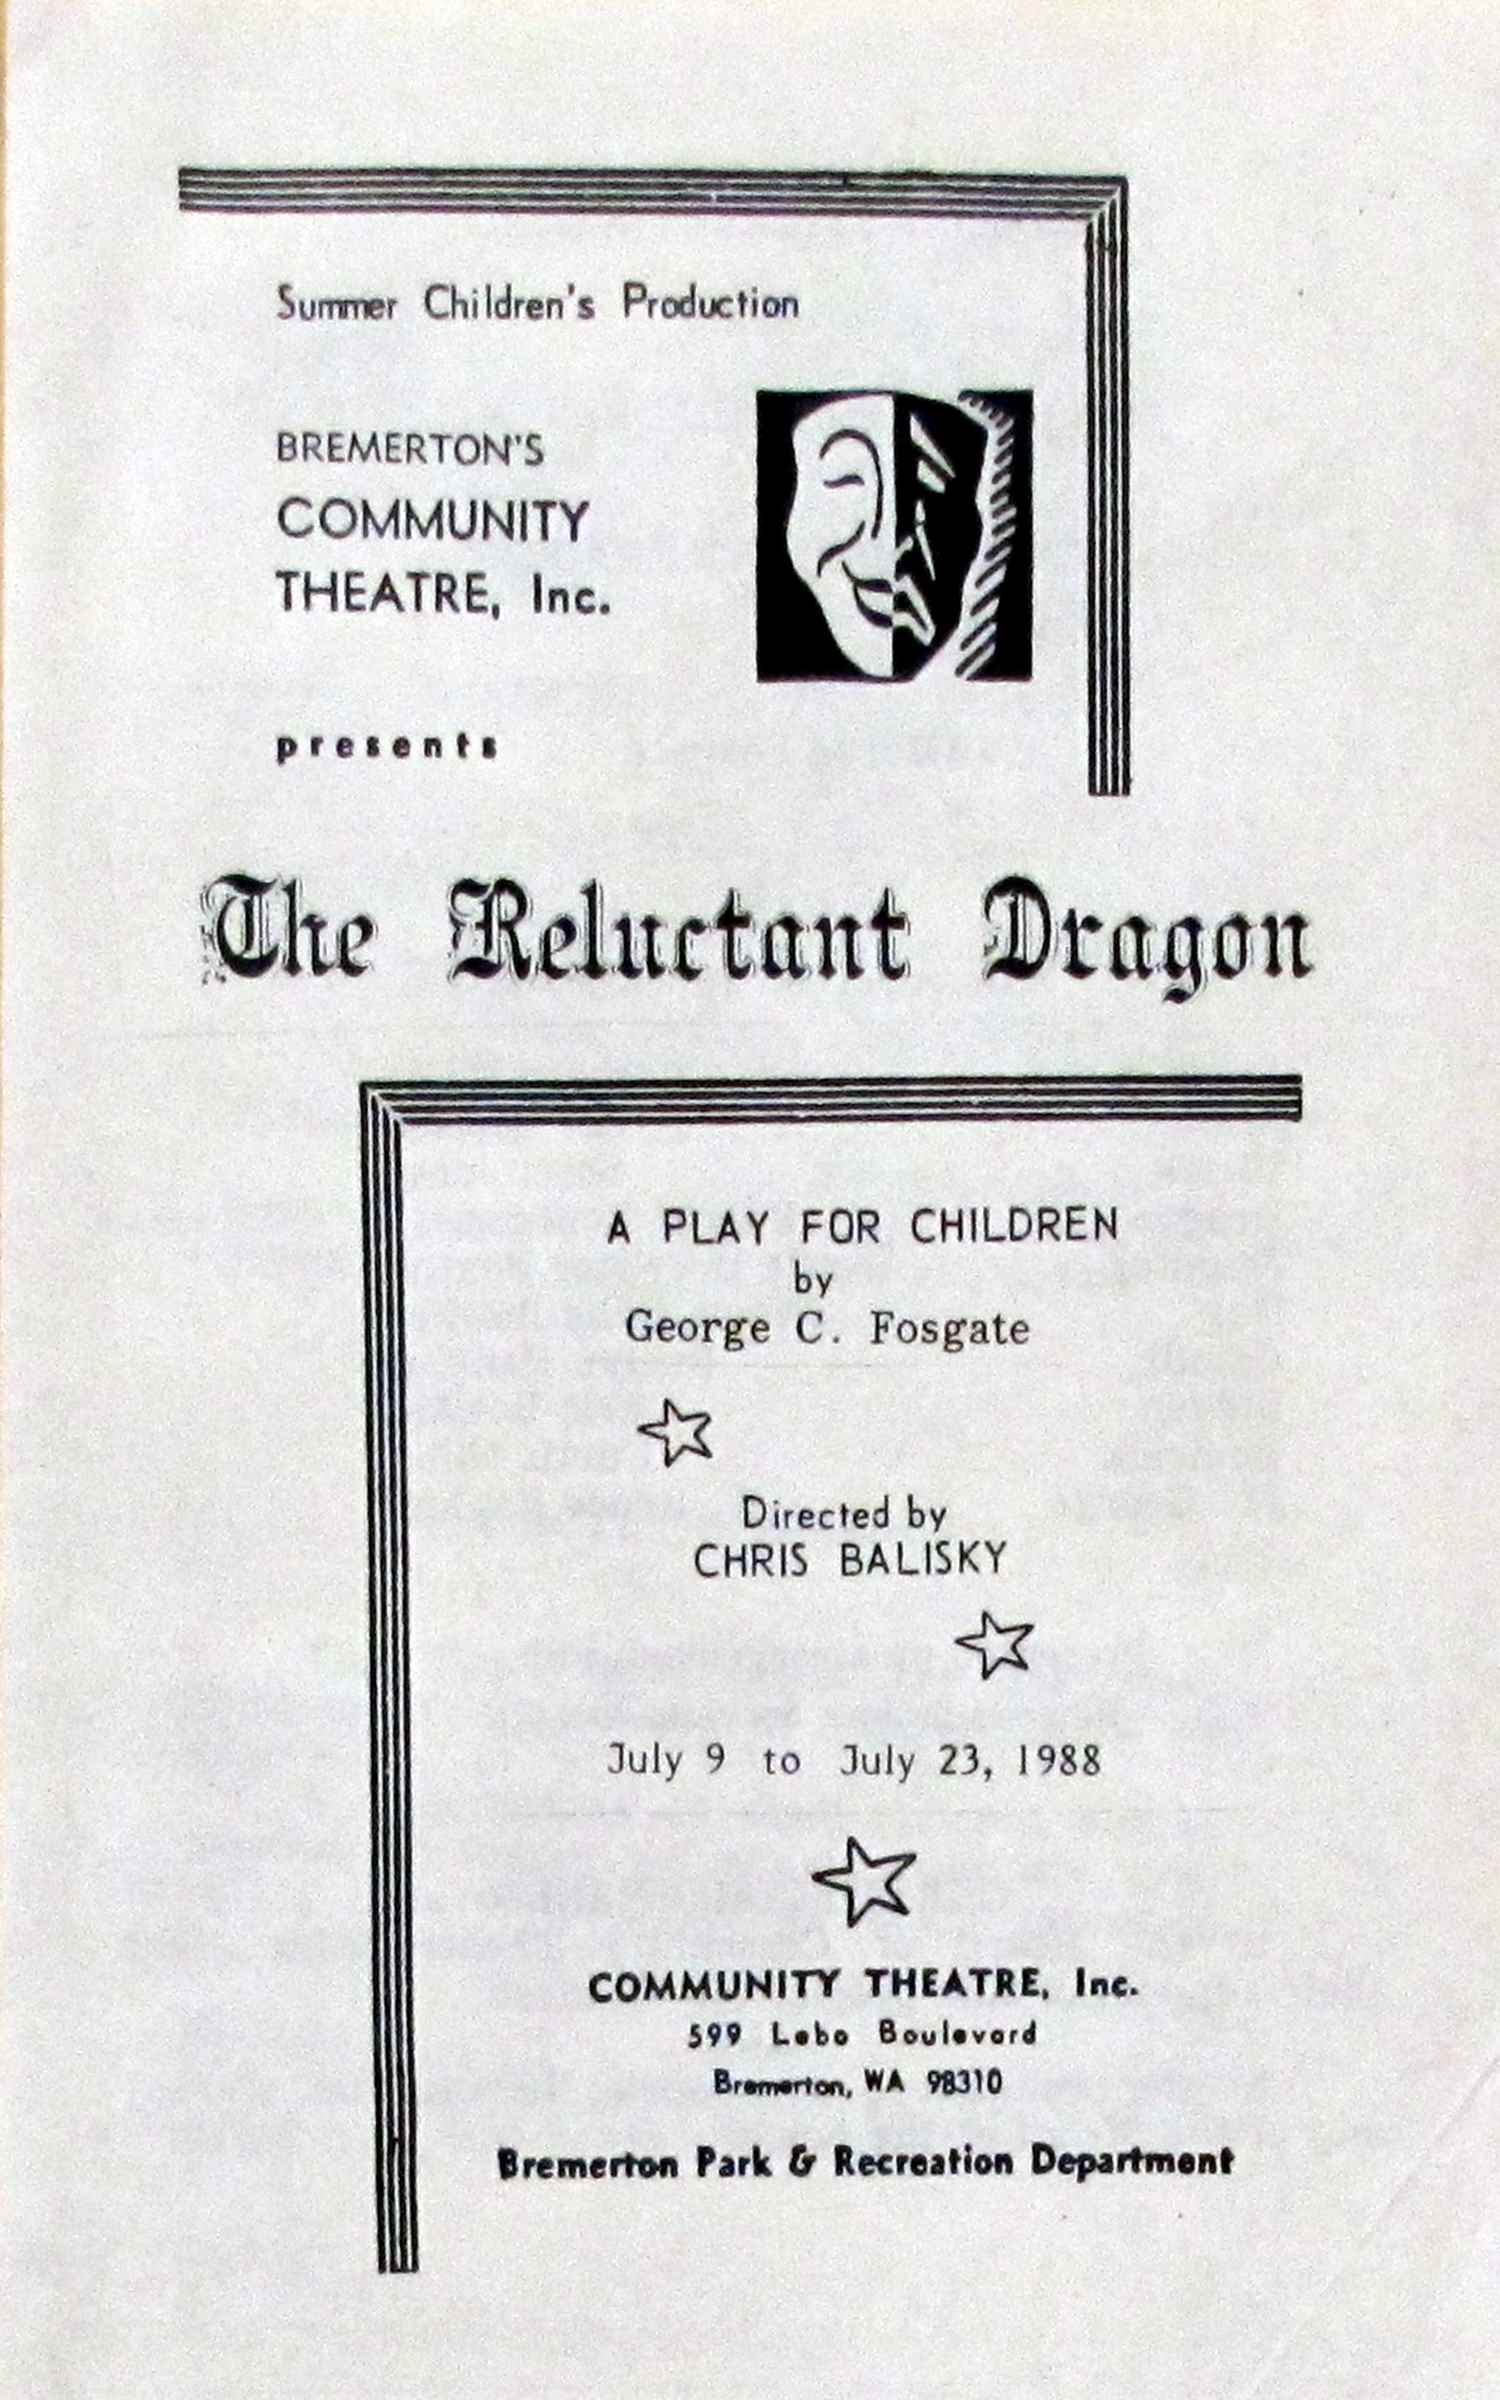 Summer Children's Production
BREMERTON'S
COMMUNITY
THEATRE, Inc.
presents
The Reluctant Dragon
A PLAY FOR CHILDREN
by
George C. Fosgate
Directed by
CHRIS BALISKY
July 9 to July 23, 1988
COMMUNITY THEATRE, Inc.
599 Lebo Boulevard
Bremerton, WA 98310
Bremerton Park & Recreation Department